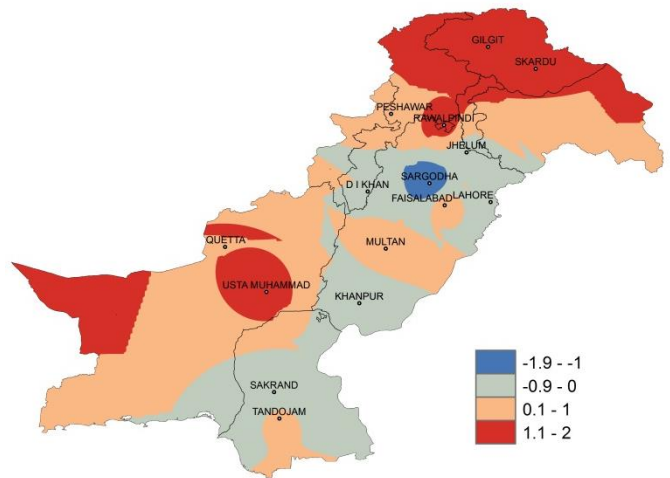 GILGIT
SKARDU
PESHAWAR
RAWALPINDI
JHELUM
SARGODHA
D I KHAN
FAISALABAD
LAHORE
QUETTA
MULTAN
USTA MUHAMMAD
KHANPUR
SAKRAND
TANDOJAM
-1.9 - -1
-0.9 - 0
0.1 - 1
1.1 - 2